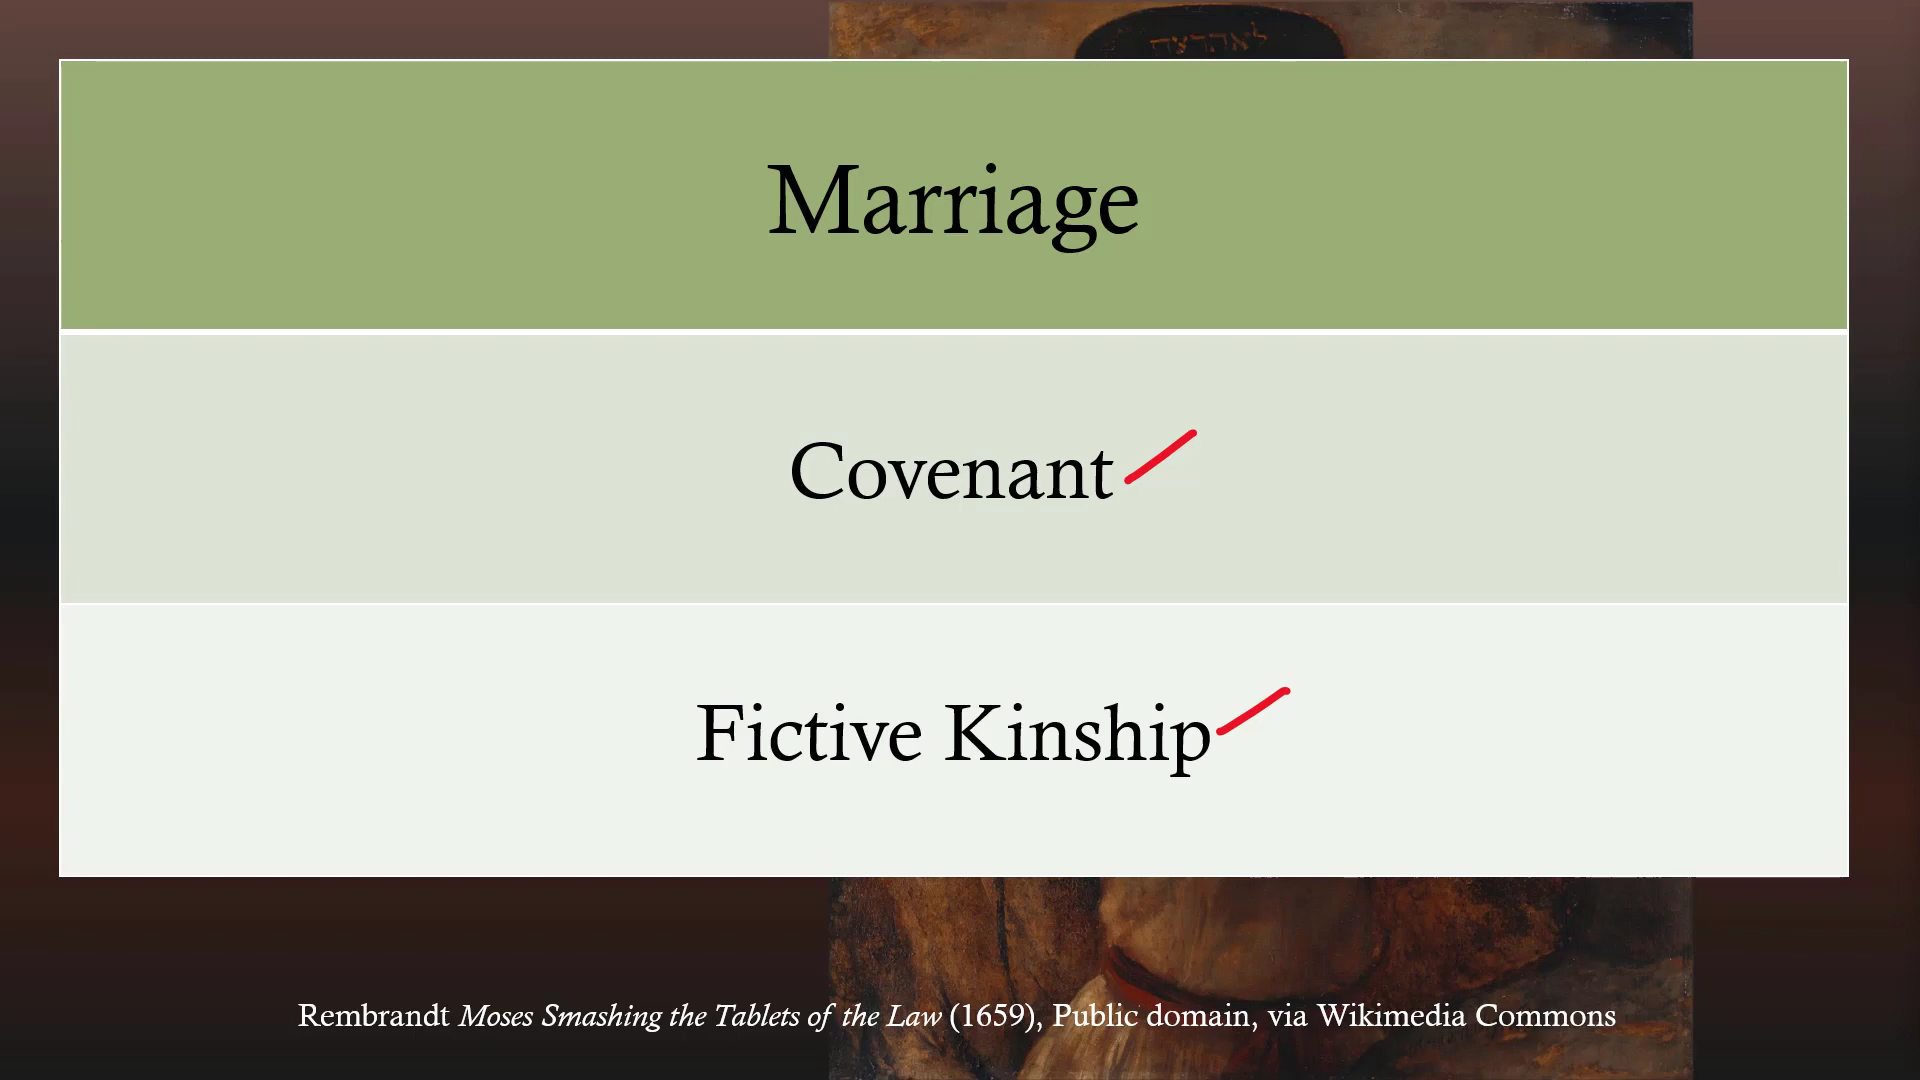 Marriage
Covenant
Fictive Kinship
Rembrandt Moses Smashing the Tablets of the Law (1659), Public domain, via Wikimedia Commons